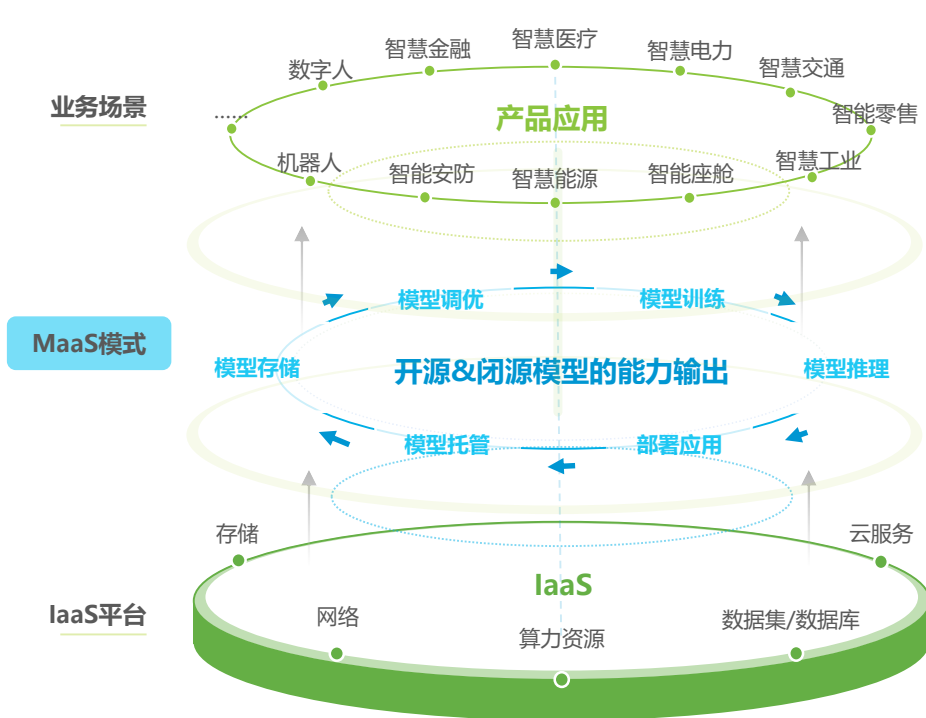 智慧医疗
智慧金融
智慧电力
数字人
智慧交通
业务场景
......
产品应用
智能零售
机器人
智能安防
智慧能源
智能座舱
智慧工业
模型调优
模型训练
MaaS模式
模型存储
开源&闭源模型的能力输出
模型推理
模型托管
部署应用
存储
云服务
IaaS
IaaS平台
网络
算力资源
数据集/数据库